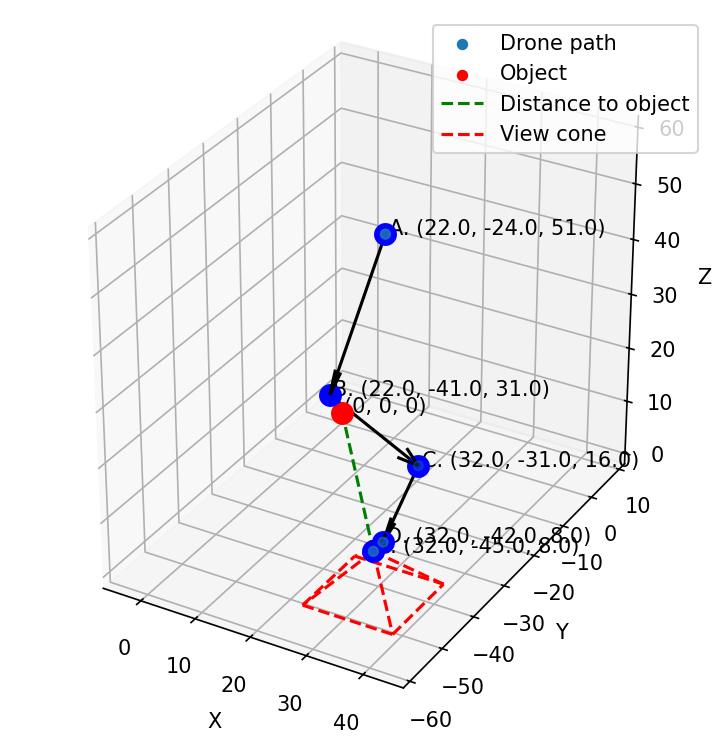 Drone path
Object
Distance to object
View cone
A. (22.0, -24.0, 51.0)
B. (22.0, -41.0, 31.0)
(0, 0, 0)
C. (32.0, -31.0, 16.0)
D. (32.0, -42.0, 8.0)
(32.0, -45.0, 8.0)
60
50
40
30
20
10
0
Z
10
0
−10
−20
−30
−40
−50
−60
Y
0
10
20
30
40
X